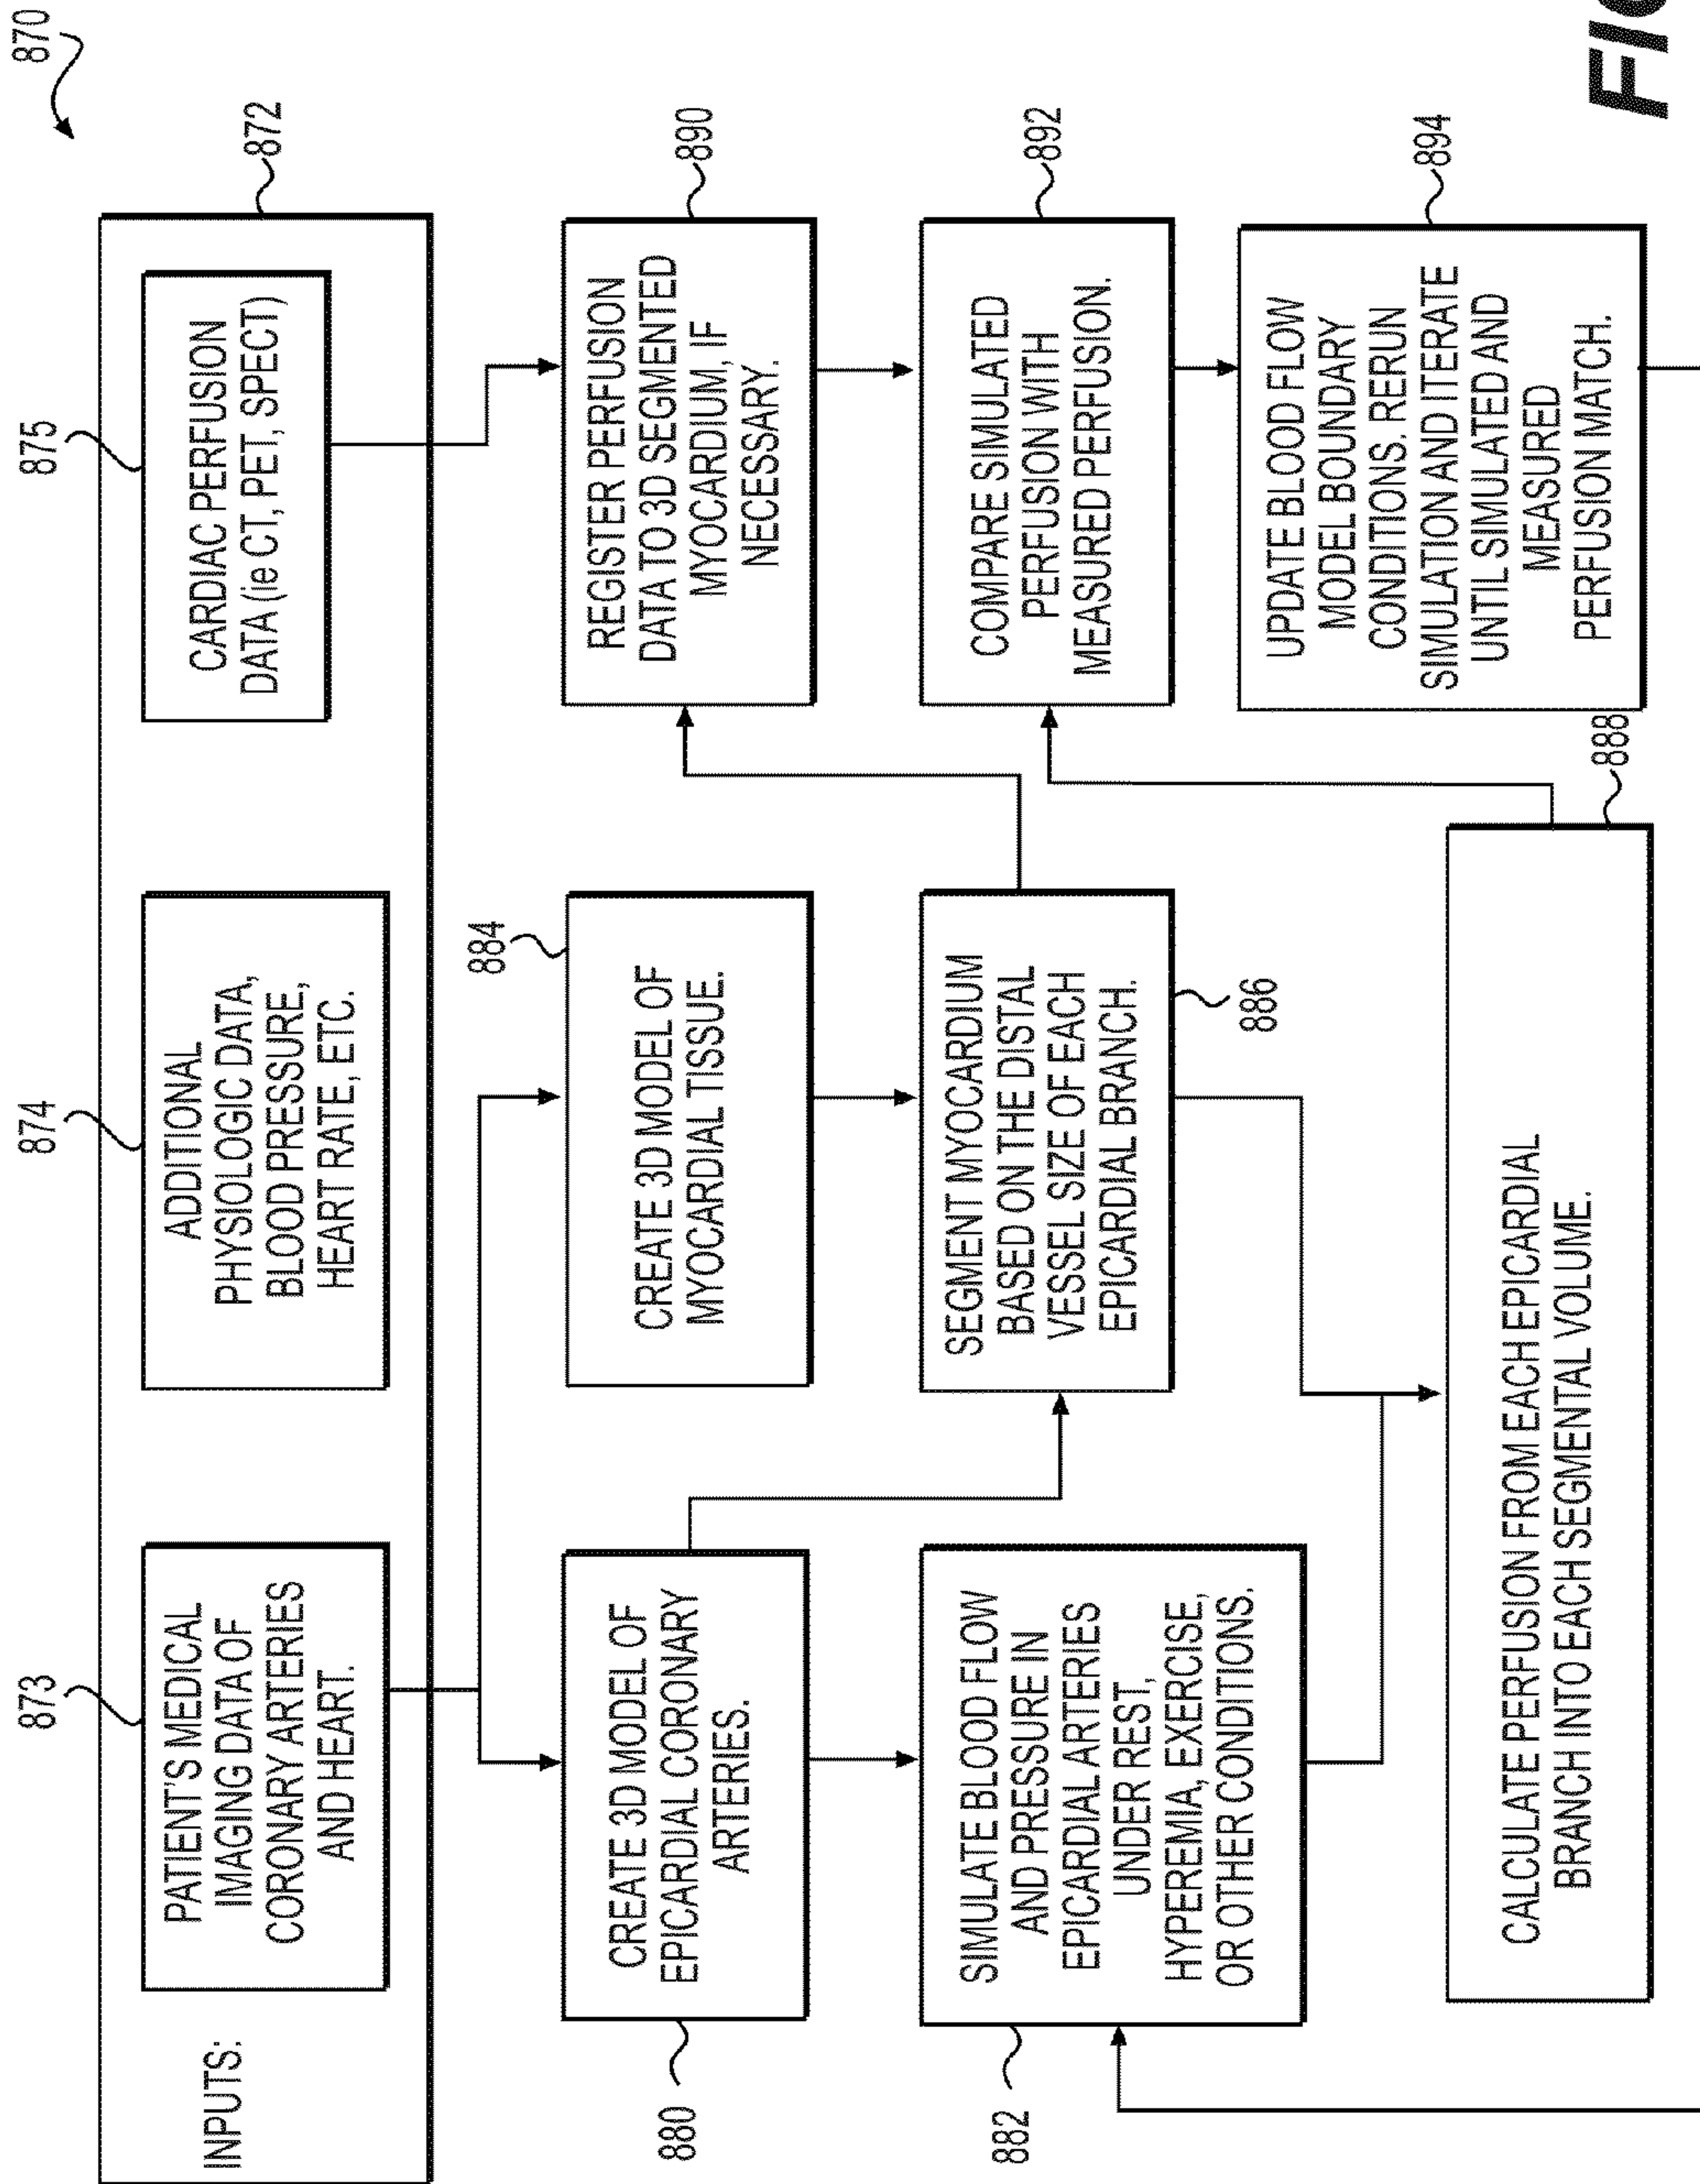 870
872
INPUTS:
873
PATIENT'S MEDICAL
IMAGING DATA OF
CORONARY ARTERIES
AND HEART.
874
ADDITIONAL
PHYSIOLOGIC DATA,
BLOOD PRESSURE,
HEART RATE, ETC.
875
CARDIAC PERFUSION
DATA (ie CT, PET, SPECT)
880
CREATE 3D MODEL OF
EPICARDIAL CORONARY
ARTERIES.
884
CREATE 3D MODEL OF
MYOCARDIAL TISSUE.
890
REGISTER PERFUSION
DATA TO 3D SEGMENTED
MYOCARDIUM, IF
NECESSARY.
882
SIMULATE BLOOD FLOW
AND PRESSURE IN
EPICARDIAL ARTERIES
UNDER REST,
HYPEREMIA, EXERCISE,
OR OTHER CONDITIONS.
SEGMENT MYOCARDIUM
BASED ON THE DISTAL
VESSEL SIZE OF EACH
EPICARDIAL BRANCH.
886
892
COMPARE SIMULATED
PERFUSION WITH
MEASURED PERFUSION.
894
UPDATE BLOOD FLOW
MODEL BOUNDARY
CONDITIONS. RERUN
SIMULATION AND ITERATE
UNTIL SIMULATED AND
MEASURED
PERFUSION MATCH.
888
CALCULATE PERFUSION FROM EACH EPICARDIAL
BRANCH INTO EACH SEGMENTAL VOLUME.